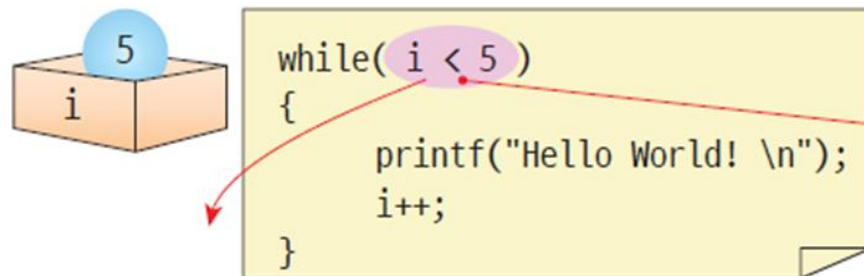 5
i
while( i < 5 )
{
printf("Hello World! \n");
i++;
}